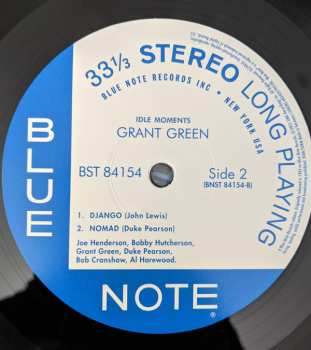 33 1/3 STEREO LONG PLAYING
BLUE NOTE RECORDS INC • NEW YORK USA
IDLE MOMENTS
GRANT GREEN
BST 84154
Side 2
(BNST 84154-B)
1. DJANGO (John Lewis)
2. NOMAD (Duke Pearson)
Joe Henderson, Bobby Hutcherson,
Grant Green, Duke Pearson,
Bob Cranshaw, Al Harewood.
BLUE
NOTE®